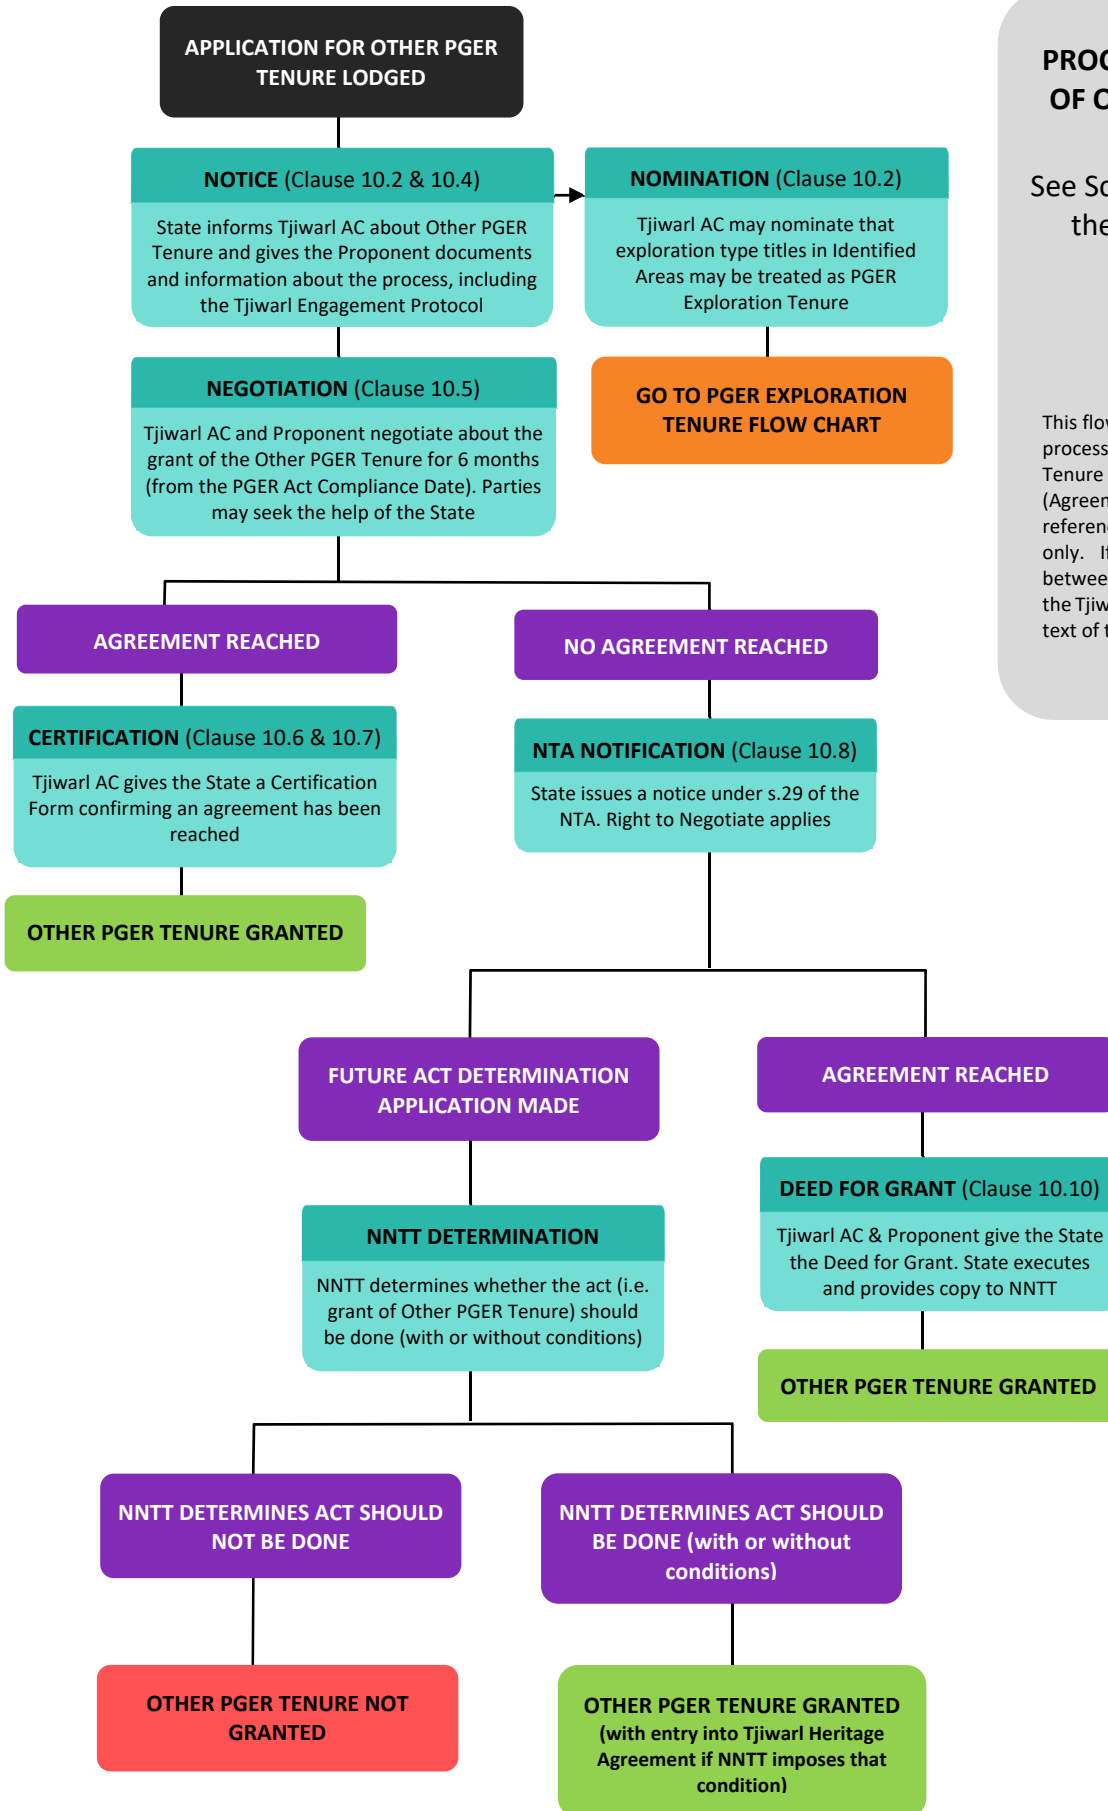 APPLICATION FOR OTHER PGER
TENURE LODGED
NOTICE (Clause 10.2 & 10.4)
State informs Tjiwarl AC about Other PGER
Tenure and gives the Proponent documents
and information about the process, including
the Tjiwarl Engagement Protocol
NOMINATION (Clause 10.2)
Tjiwarl AC may nominate that
exploration type titles in Identified
Areas may be treated as PGER
Exploration Tenure
GO TO PGER EXPLORATION
TENURE FLOW CHART
NEGOTIATION (Clause 10.5)
Tjiwarl AC and Proponent negotiate about the
grant of the Other PGER Tenure for 6 months
(from the PGER Act Compliance Date). Parties
may seek the help of the State
AGREEMENT REACHED
CERTIFICATION (Clause 10.6 & 10.7)
Tjiwarl AC gives the State a Certification
Form confirming an agreement has been
reached
OTHER PGER TENURE GRANTED
NO AGREEMENT REACHED
NTA NOTIFICATION (Clause 10.8)
State issues a notice under s.29 of the
NTA. Right to Negotiate applies
FUTURE ACT DETERMINATION
APPLICATION MADE
NNTT DETERMINATION
NNTT determines whether the act (i.e.
grant of Other PGER Tenure) should
be done (with or without conditions)
AGREEMENT REACHED
DEED FOR GRANT (Clause 10.10)
Tjiwarl AC & Proponent give the State
the Deed for Grant. State executes
and provides copy to NNTT
OTHER PGER TENURE GRANTED
NNTT DETERMINES ACT SHOULD
NOT BE DONE
OTHER PGER TENURE NOT
GRANTED
NNTT DETERMINES ACT SHOULD
BE DONE (with or without
conditions)
OTHER PGER TENURE GRANTED
(with entry into Tjiwarl Heritage
Agreement if NNTT imposes that
condition)
OF
See
This
process
Tenure
only. If
text of